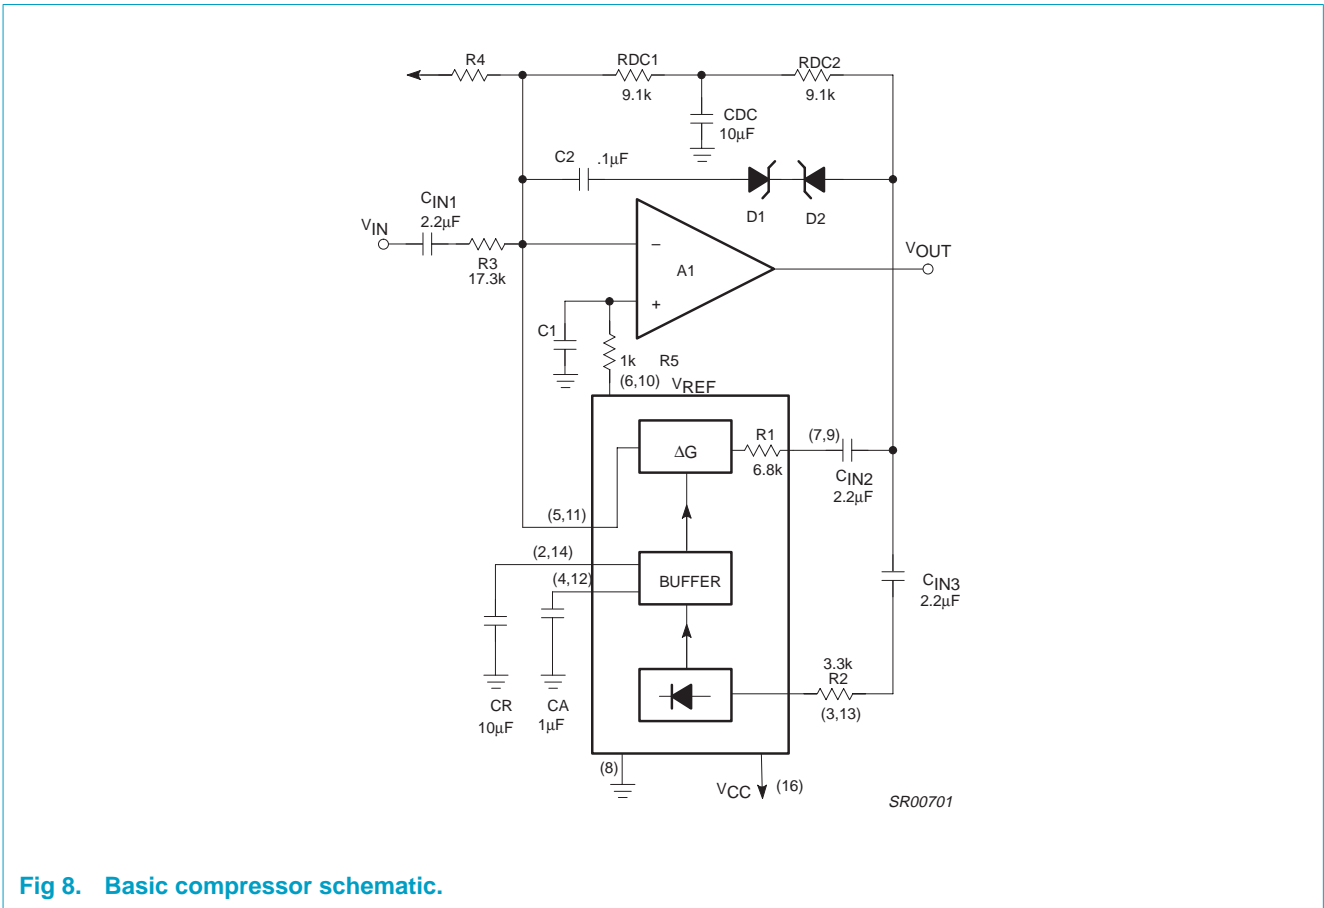 R4
RDC1
9.1k
RDC2
9.1k
CDC
10µF
C2
.1µF
D1
D2
CIN1
2.2µF
VIN
R3
17.3k
−
A1
+
VOUT
C1
1k
R5
(6,10)
VREF
ΔG
R1
6.8k
(7,9)
CIN2
2.2µF
(5,11)
(2,14)
(4,12)
BUFFER
CIN3
2.2µF
3.3k
R2
(3,13)
CR
10µF
CA
1µF
(8)
VCC
(16)
SR00701
Fig 8. Basic compressor schematic.